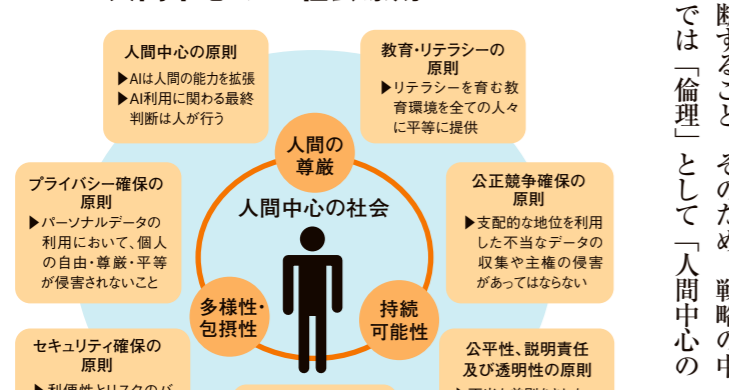 人間中心の原則
▶AIは人間の能力を拡張
▶AI利用に関わる最終
判断は人が行う
教育・リテラシーの
原則
▶リテラシーを育む教
育環境を全ての人々
に平等に提供
人間の
尊厳
プライバシー確保の
原則
▶パーソナルデータの
利用において、個人
の自由・尊厳・平等
が侵害されないこと
人間中心の社会
公正競争確保の
原則
▶支配的な地位を利用
した不当なデータの
収集や主権の侵害
があってはならない
多様性・
包摂性
持続
可能性
セキュリティ確保の
原則
公平性、説明責任
及び透明性の原則
断すること。そのため、戦略の中
では「倫理」として「人間中心の